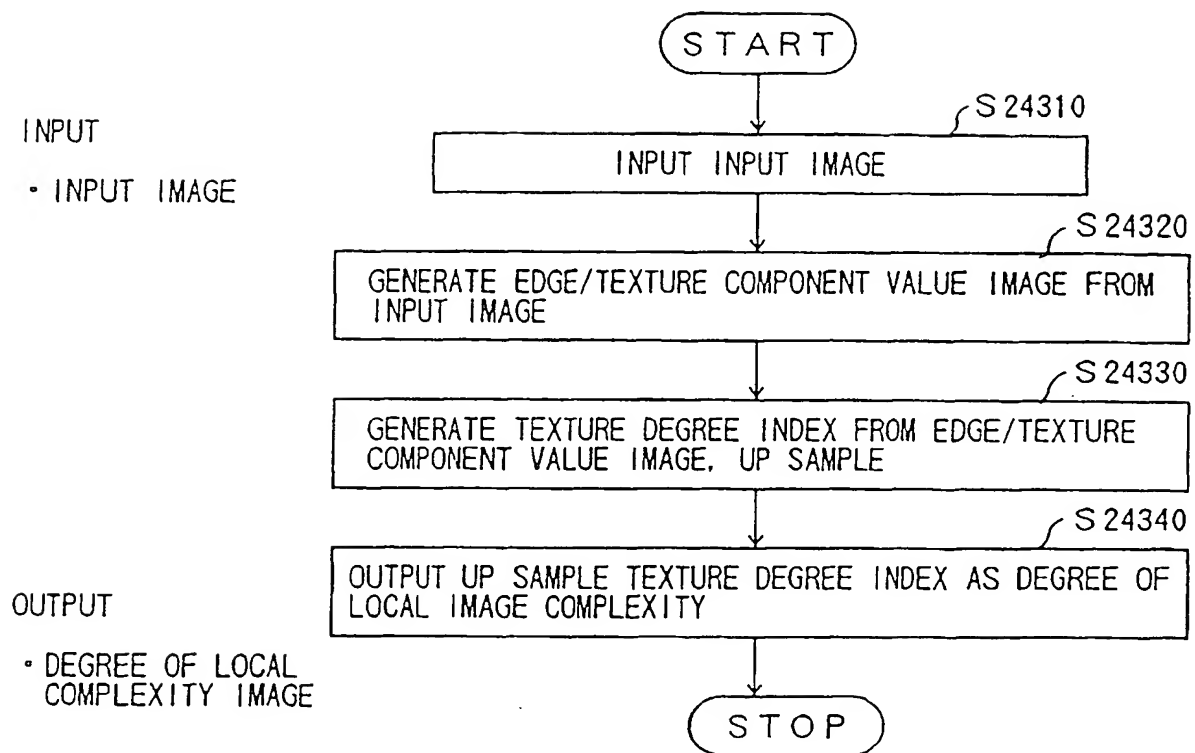 START
S24310
INPUT
INPUT INPUT IMAGE
• INPUT IMAGE
S24320
GENERATE EDGE/TEXTURE COMPONENT VALUE IMAGE FROM
INPUT IMAGE
S24330
GENERATE TEXTURE DEGREE INDEX FROM EDGE/TEXTURE
COMPONENT VALUE IMAGE, UP SAMPLE
S24340
OUTPUT UP SAMPLE TEXTURE DEGREE INDEX AS DEGREE OF
LOCAL IMAGE COMPLEXITY
OUTPUT
• DEGREE OF LOCAL
COMPLEXITY IMAGE
STOP